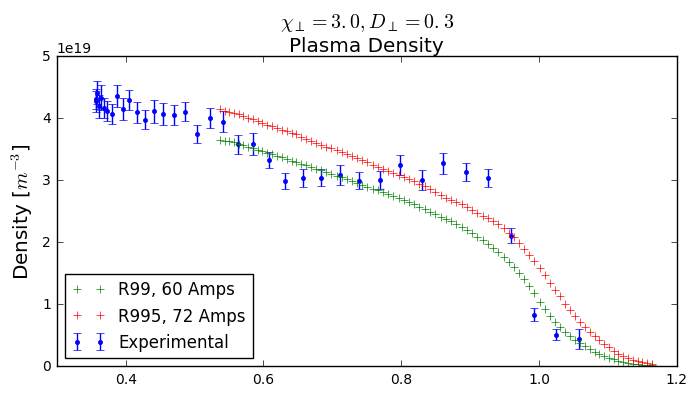 χ⊥ = 3.0, D⊥ = 0.3
Plasma Density
1e19
5
4
3
2
1
0
Density [m⁻³]
R99, 60 Amps
R995, 72 Amps
Experimental
0.4 0.6 0.8 1.0 1.2